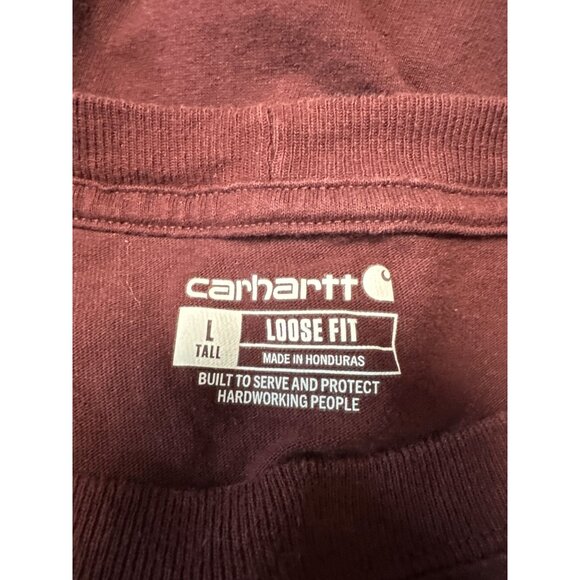 carhartt
L
TALL
LOOSE FIT
MADE IN HONDURAS
BUILT TO SERVE AND PROTECT
HARDWORKING PEOPLE